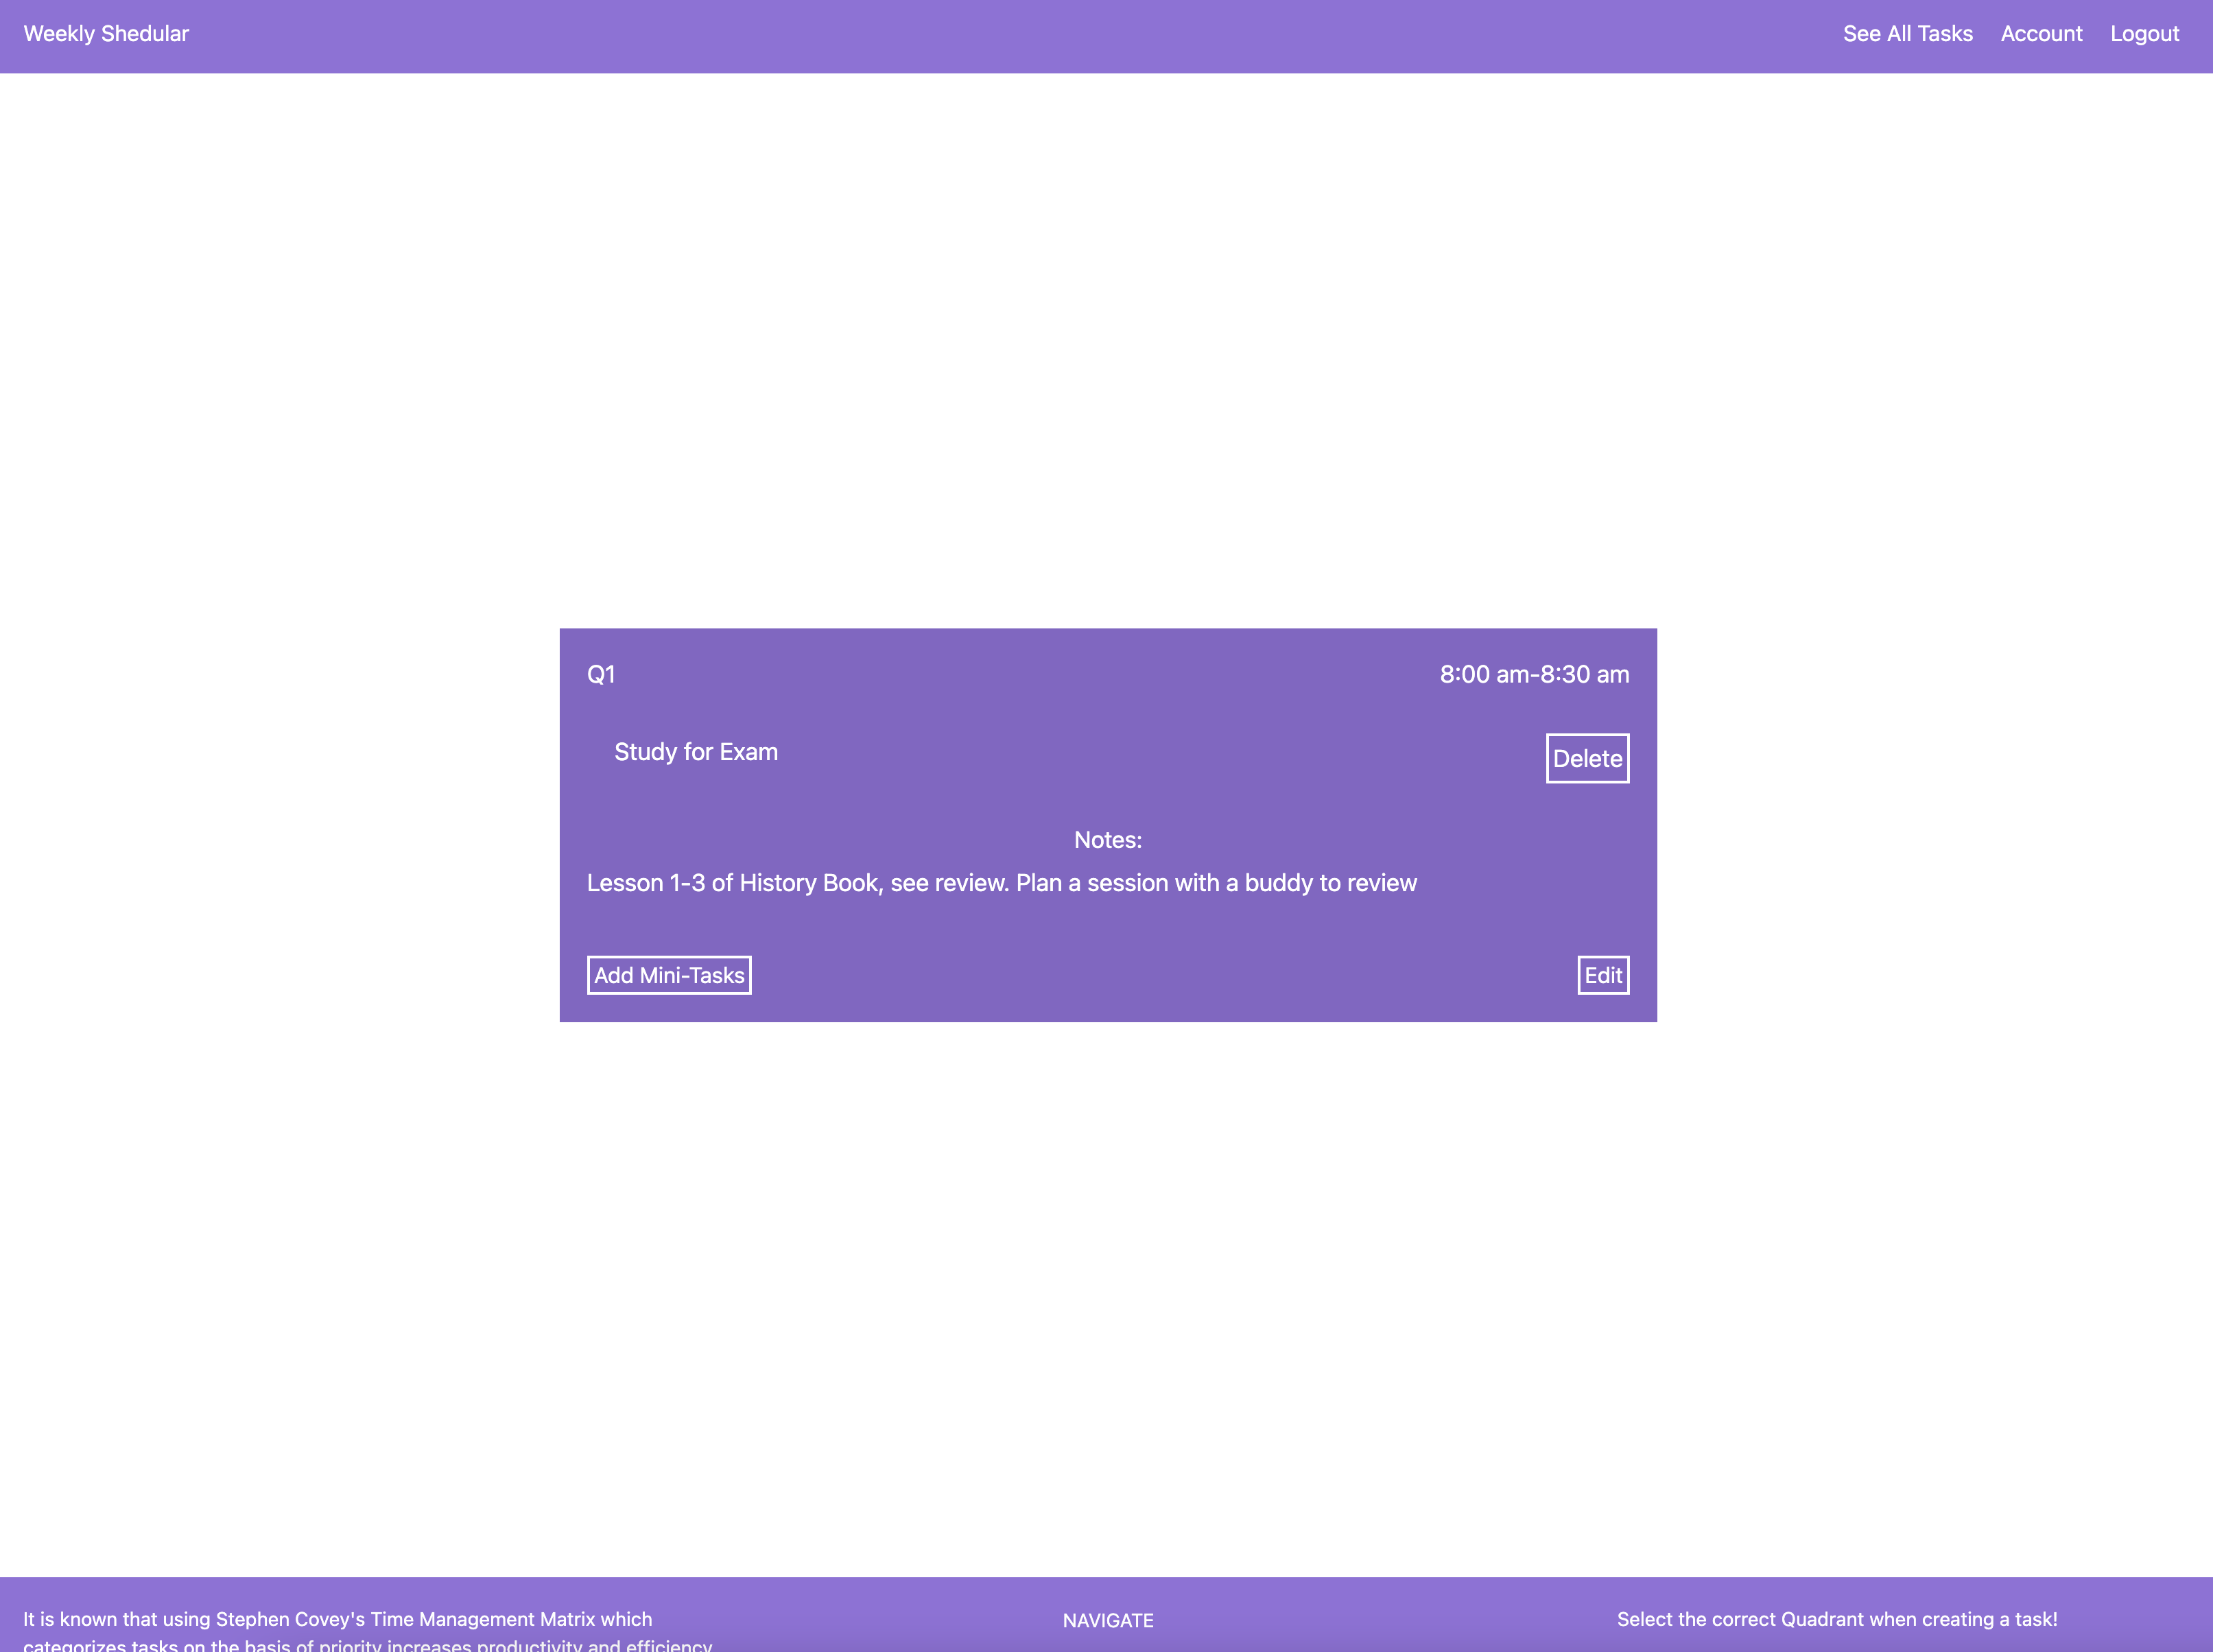 Weekly Shedular
See All Tasks
Account
Logout
Q1
8:00 am-8:30 am
Study for Exam
Delete
Notes:
Lesson 1-3 of History Book, see review. Plan a session with a buddy to review
Add Mini-Tasks
Edit
It is known that using Stephen Covey's Time Management Matrix which
categorizes tasks on the basis of priority increases productivity and efficiency
NAVIGATE
Select the correct Quadrant when creating a task!